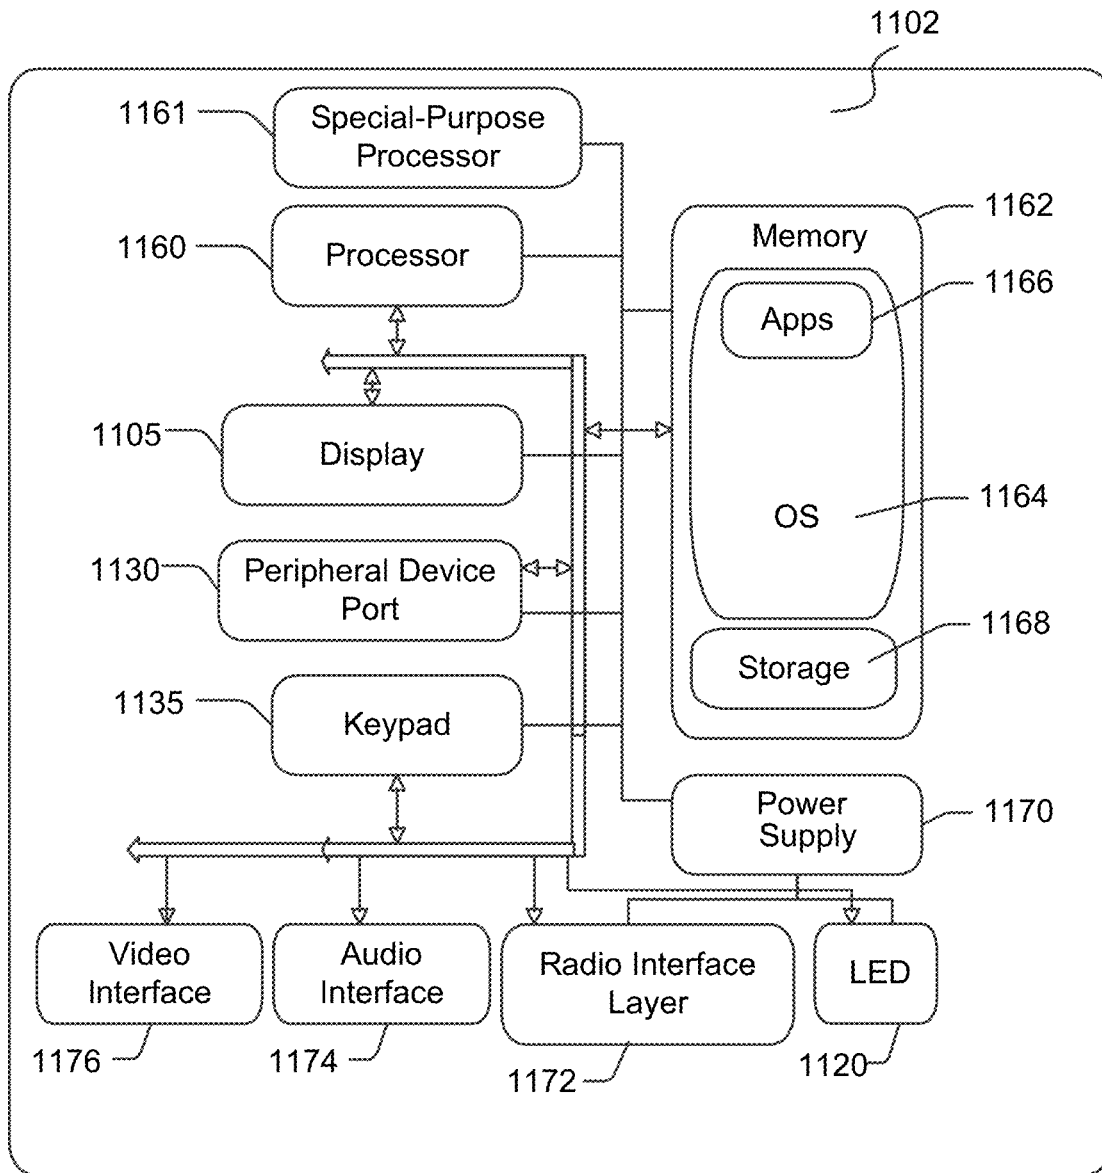 1102
1161
Special-Purpose
Processor
1160
Processor
1162
Memory
1166
Apps
1105
Display
1164
OS
1130
Peripheral Device
Port
1168
Storage
1135
Keypad
Power
Supply
1170
Video
Interface
Audio
Interface
Radio Interface
Layer
LED
1176
1174
1172
1120